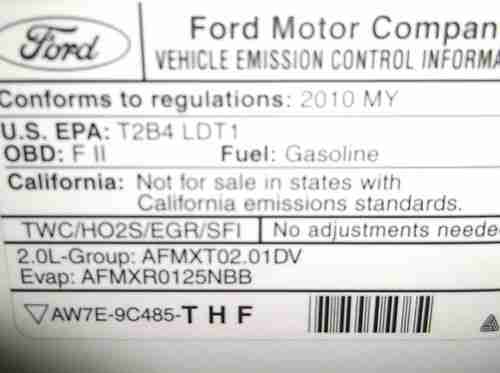 Ford
Ford Motor Compan
VEHICLE EMISSION CONTROL INFORMA
Conforms to regulations: 2010 MY
U.S. EPA: T2B4 LDT1
OBD: F II Fuel: Gasoline
California: Not for sale in states with
California emissions standards.
TWC/HO2S/EGR/SFI No adjustments neede
2.0L-Group: AFMXT02.01DV
Evap: AFMXR0125NBB
AW7E-9C485-THF